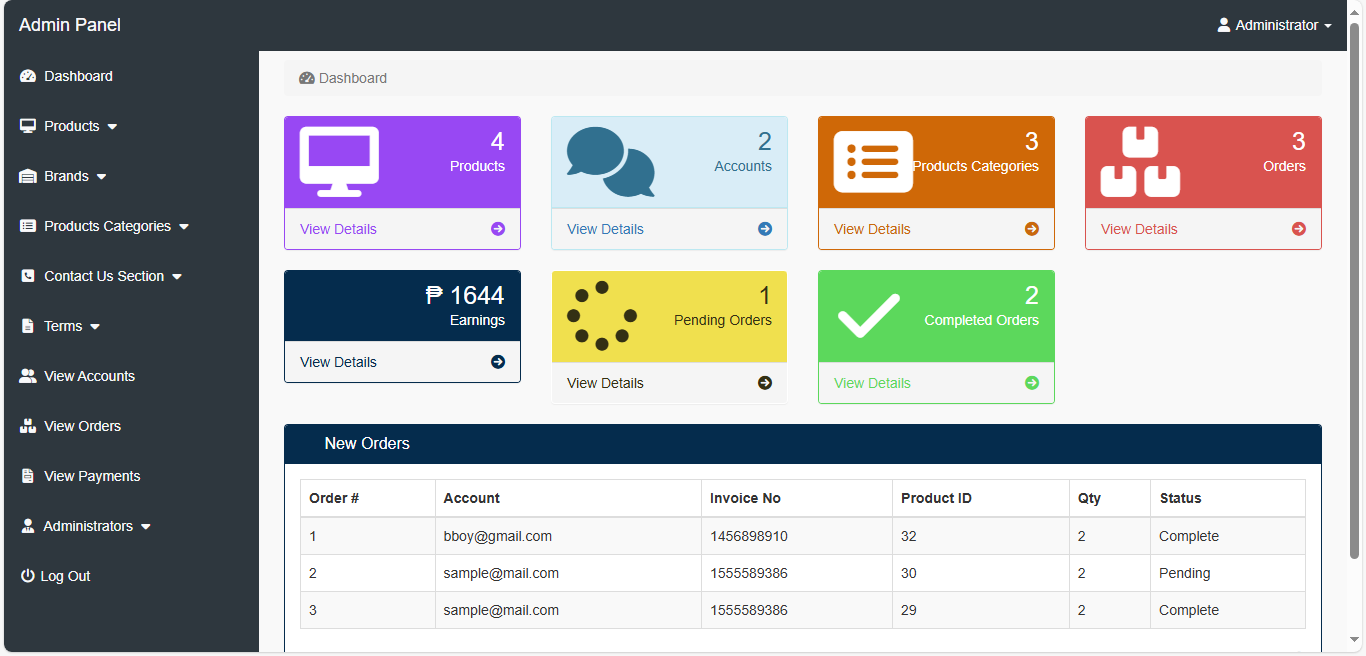 Admin Panel
Administrator
Dashboard
Products
Brands
Products Categories
Contact Us Section
Terms
View Accounts
View Orders
View Payments
Administrators
Log Out
Dashboard
4
Products
View Details
2
Accounts
View Details
3
Products Categories
View Details
3
Orders
View Details
₱ 1644
Earnings
View Details
1
Pending Orders
View Details
2
Completed Orders
View Details
New Orders
Order # Account Invoice No Product ID Qty Status
1 bboy@gmail.com 1456898910 32 2 Complete
2 sample@mail.com 1555589386 30 2 Pending
3 sample@mail.com 1555589386 29 2 Complete